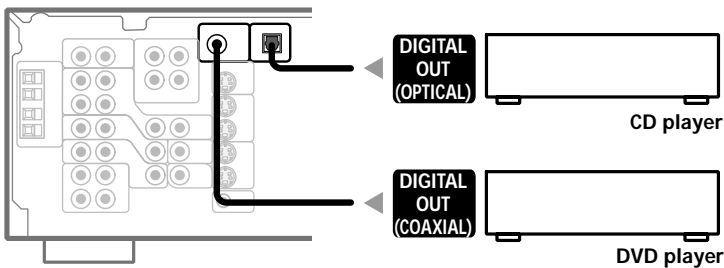 DIGITAL
OUT
(OPTICAL)
CD player
DIGITAL
OUT
(COAXIAL)
DVD player